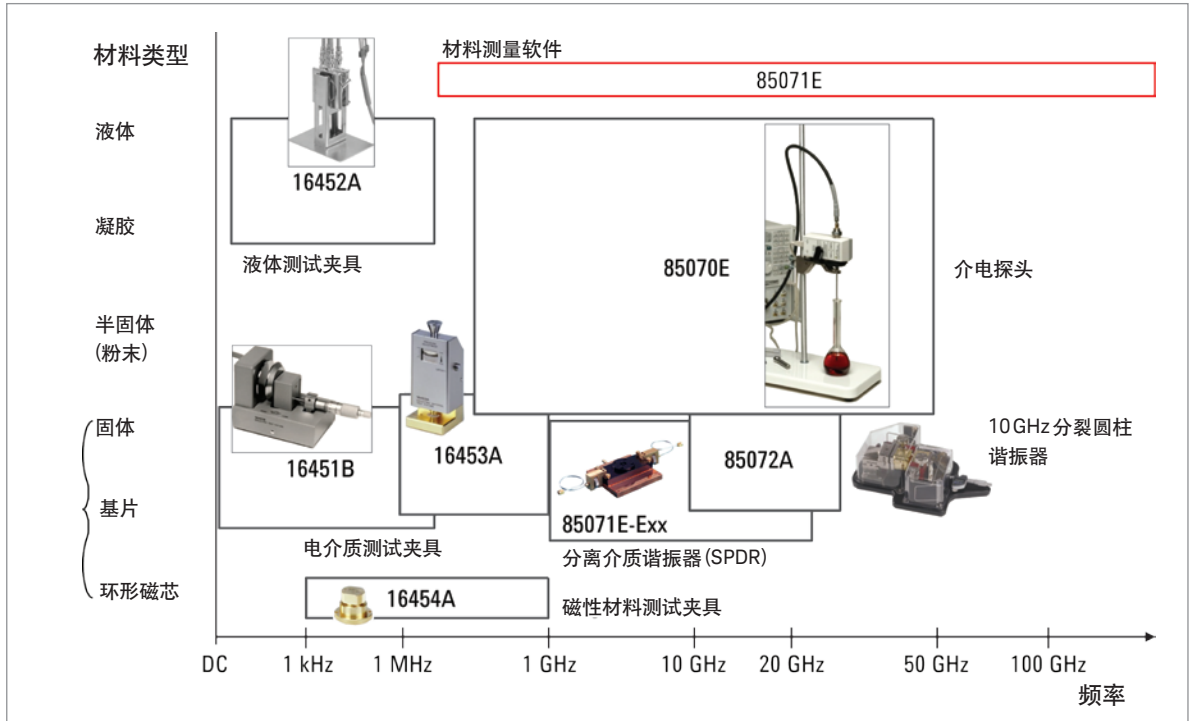 材料类型
材料测量软件
85071E
液体
16452A
凝胶
液体测试夹具
85070E
介电探头
半固体
(粉末)
固体
16451B
16453A
85072A
10GHz 分裂圆柱
谐振器
基片
85071E-Exx
电介质测试夹具
分离介质谐振器(SPDR)
环形磁芯
16454A
磁性材料测试夹具
DC 1 kHz 1 MHz 1 GHz 10 GHz 20 GHz 50 GHz 100 GHz
频率